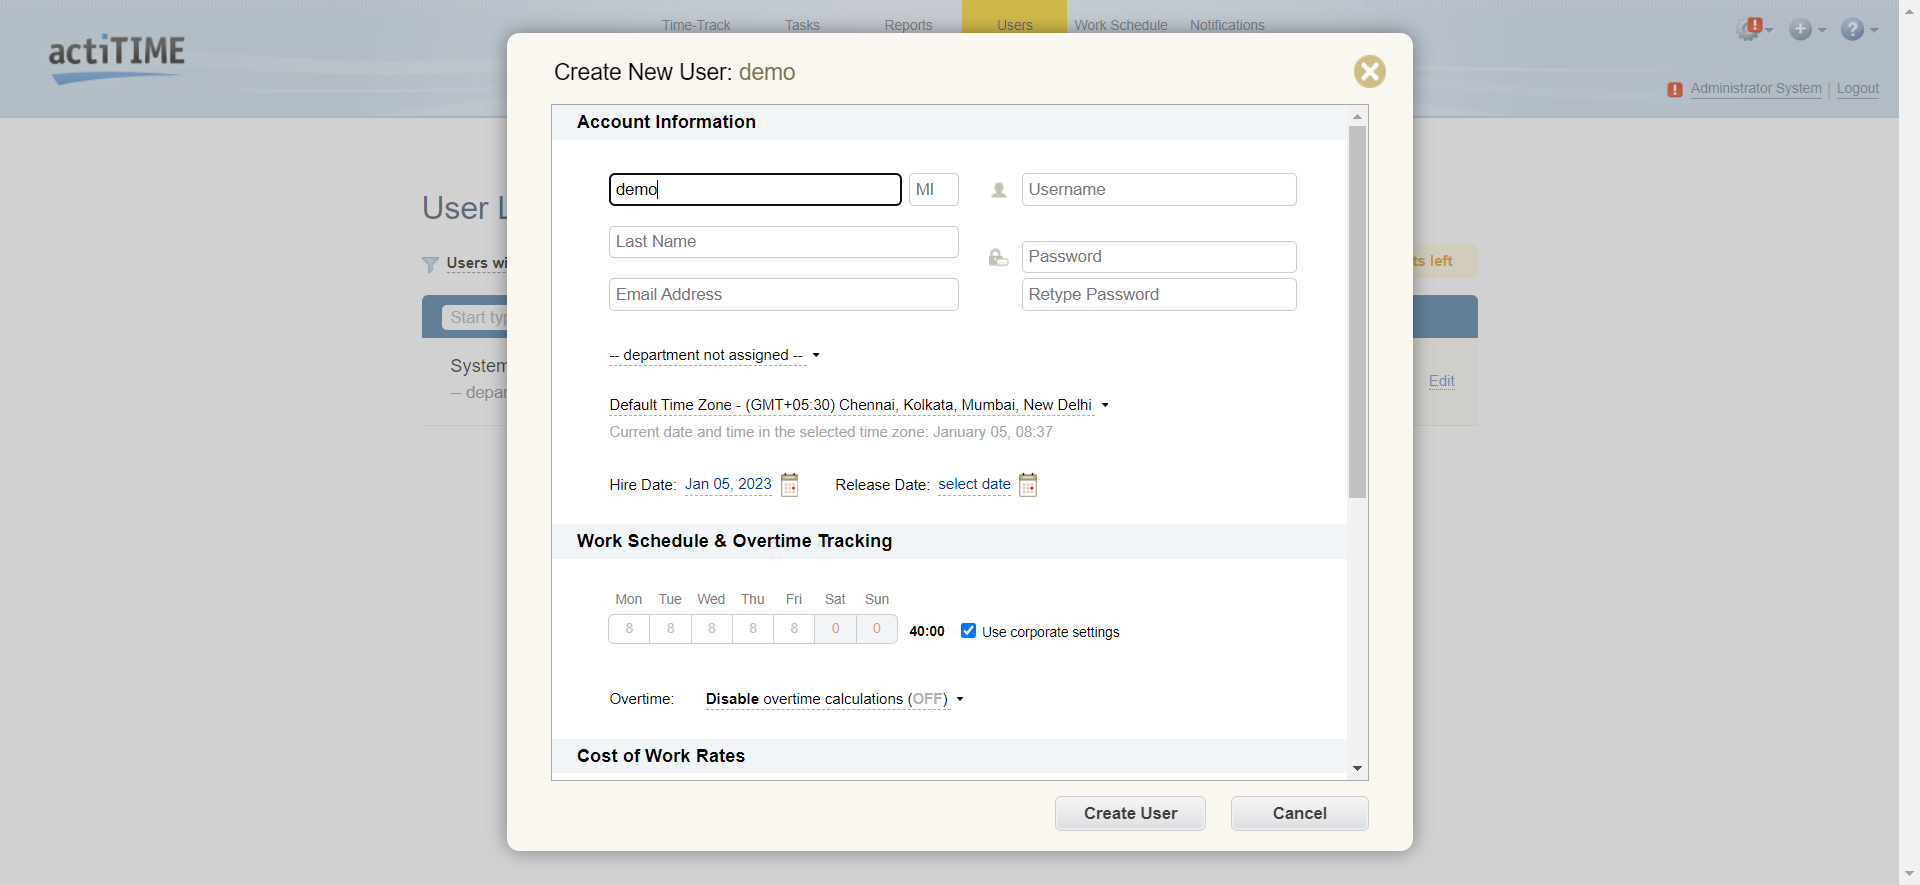 Time-Track Tasks Reports Users Work Schedule Notifications
actiTIME
Administrator System Logout
Create New User: demo
Account Information
demo MI Username
Last Name
Password
Email Address Retype Password
-- department not assigned --
Default Time Zone - (GMT+05:30) Chennai, Kolkata, Mumbai, New Delhi
Current date and time in the selected time zone: January 05, 08:37
Hire Date: Jan 05, 2023 Release Date: select date
Work Schedule & Overtime Tracking
Mon Tue Wed Thu Fri Sat Sun
8 8 8 8 8 0 0 40:00 Use corporate settings
Overtime: Disable overtime calculations (OFF)
Cost of Work Rates
Create User Cancel
User L
Users wi
ts left
Start typ
System
-- depar
Edit